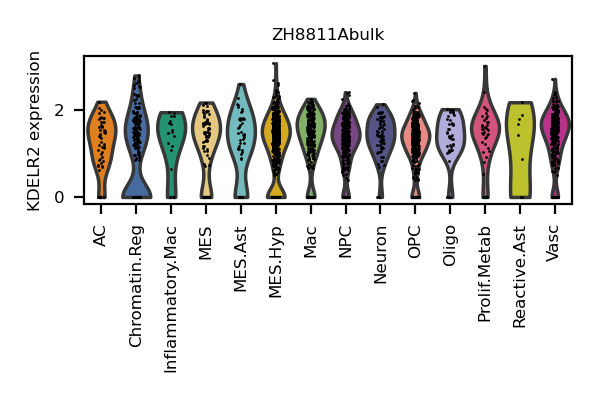 ZH8811Abulk
KDELR2 expression
2
0
AC
Chromatin.Reg
Inflammatory.Mac
MES
MES.Ast
MES.Hyp
Mac
NPC
Neuron
OPC
Oligo
Prolif.Metab
Reactive.Ast
Vasc